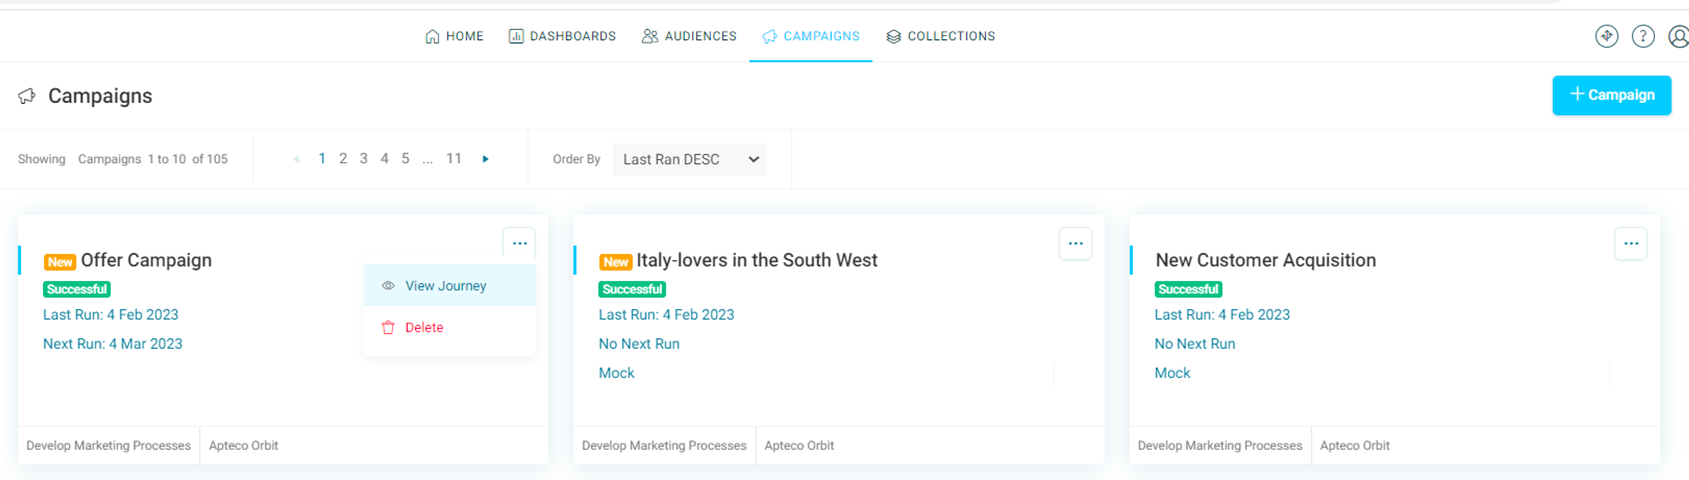 HOME DASHBOARDS AUDIENCES CAMPAIGNS COLLECTIONS
Campaigns
+ Campaign
Showing Campaigns 1 to 10 of 105
1 2 3 4 5 ... 11
Order By Last Ran DESC
New Offer Campaign
Successful
Last Run: 4 Feb 2023
Next Run: 4 Mar 2023
View Journey
Delete
Develop Marketing Processes Apteco Orbit
New Italy-lovers in the South West
Successful
Last Run: 4 Feb 2023
No Next Run
Mock
Develop Marketing Processes Apteco Orbit
New Customer Acquisition
Successful
Last Run: 4 Feb 2023
No Next Run
Mock
Develop Marketing Processes Apteco Orbit